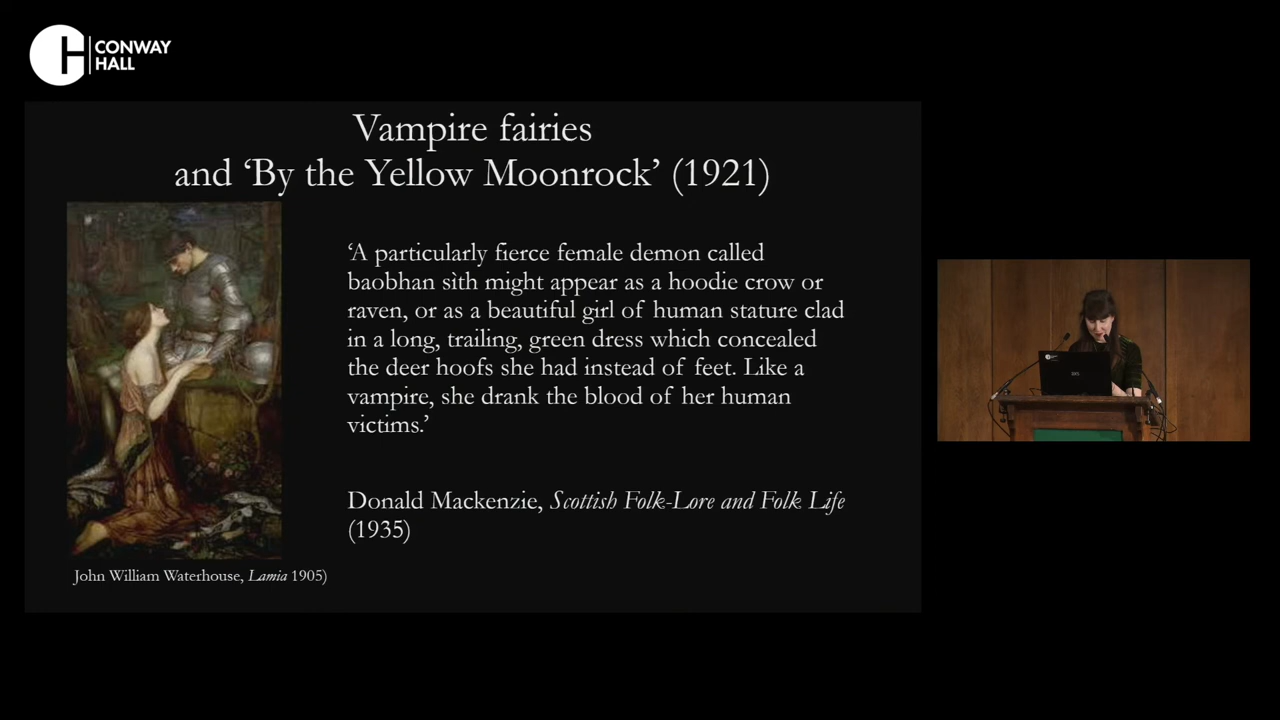 CONWAY
HALL
Vampire fairies
and ‘By the Yellow Moonrock’ (1921)
‘A particularly fierce female demon called
baobhan sìth might appear as a hoodie crow or
raven, or as a beautiful girl of human stature clad
in a long, trailing, green dress which concealed
the deer hoofs she had instead of feet. Like a
vampire, she drank the blood of her human
victims.’
Donald Mackenzie, Scottish Folk-Lore and Folk Life
(1935)
John William Waterhouse, Lamia 1905)